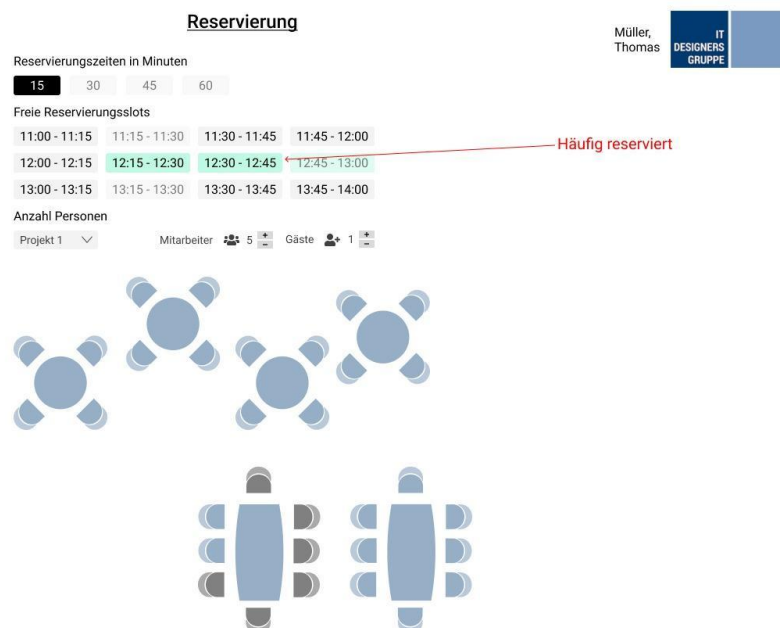 Reservierung
Müller,
Thomas
IT
DESIGNERS
GRUPPE
Reservierungszeiten in Minuten
15 30 45 60
Freie Reservierungsslots
11:00 - 11:15 11:15 - 11:30 11:30 - 11:45 11:45 - 12:00
Häufig reserviert
12:00 - 12:15 12:15 - 12:30 12:30 - 12:45 12:45 - 13:00
13:00 - 13:15 13:15 - 13:30 13:30 - 13:45 13:45 - 14:00
Anzahl Personen
Projekt 1 Mitarbeiter 5 + − Gäste 1 + −